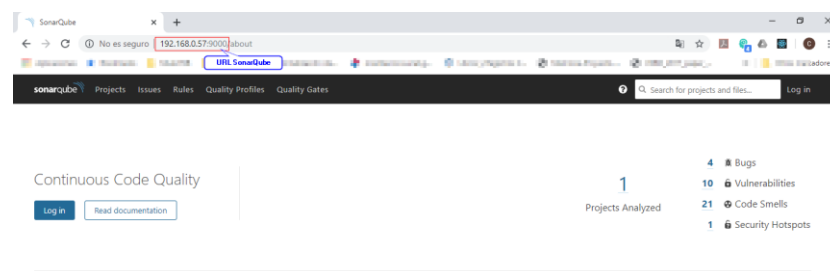 SonarQube
No es seguro 192.168.0.57:9000/about
URL SonarQube
sonarqube Projects Issues Rules Quality Profiles Quality Gates Search for projects and files... Log in
Continuous Code Quality
Log in Read documentation
1
Projects Analyzed
4 Bugs
10 Vulnerabilities
21 Code Smells
1 Security Hotspots